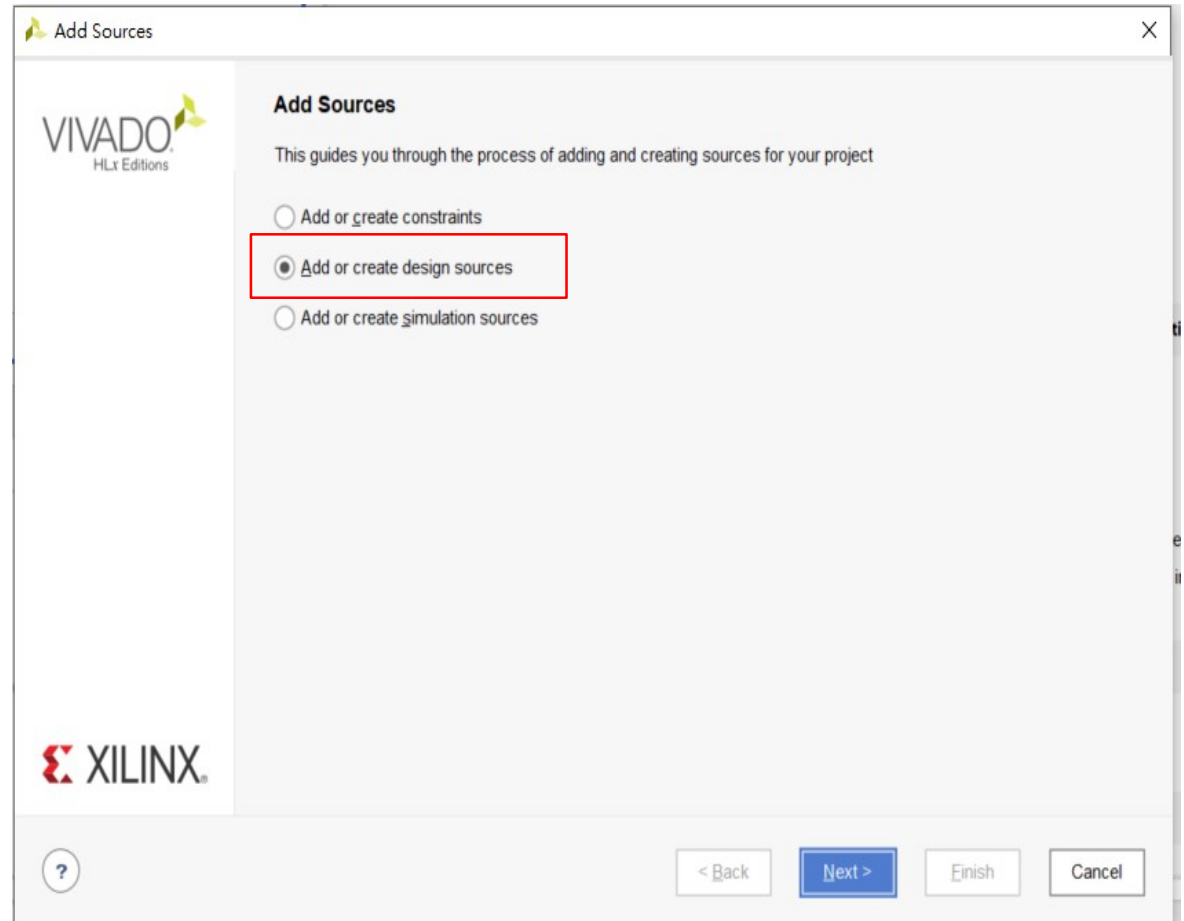 Add Sources
VIVADO.
HLx Editions
Add Sources
This guides you through the process of adding and creating sources for your project
Add or create constraints
Add or create design sources
Add or create simulation sources
XILINX.
?
< Back
Next >
Finish
Cancel